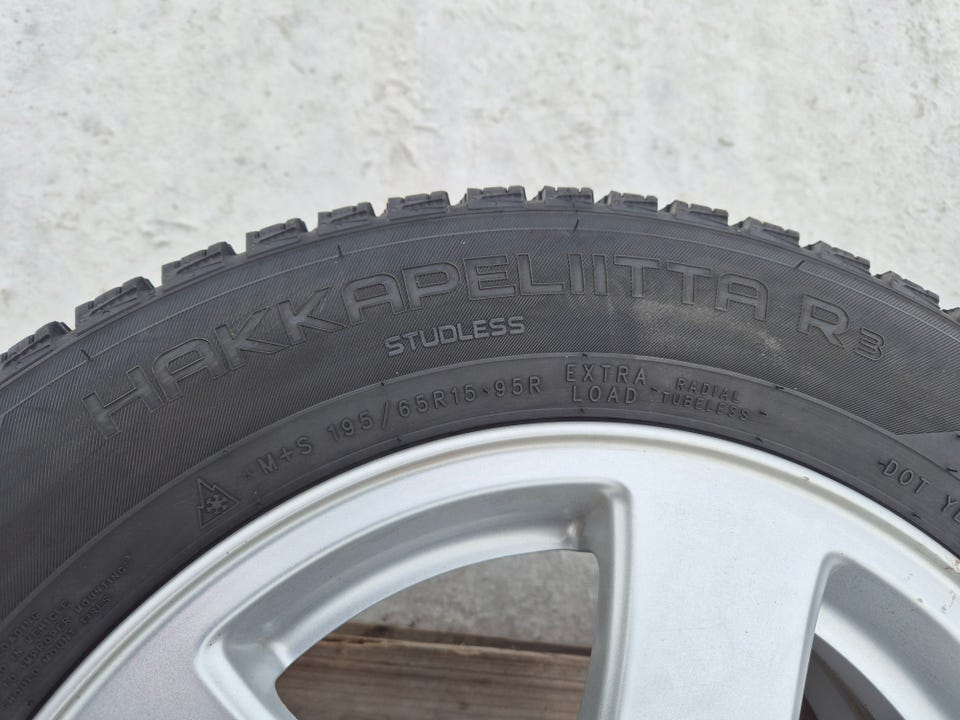 HAKKAPELIITTA R3
STUDLESS
M+S 195/65R15 95R EXTRA LOAD RADIAL TUBELESS
DOT